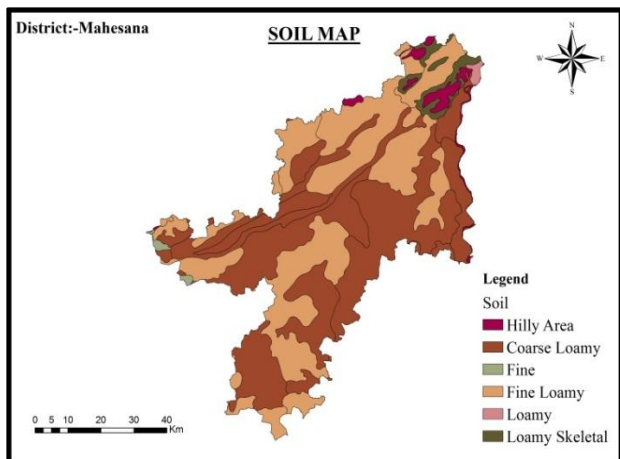 District:-Mahesana
SOIL MAP
N
W
E
S
Legend
Soil
Hilly Area
Coarse Loamy
Fine
Fine Loamy
Loamy
Loamy Skeletal
0 5 10 20 30 40
Km